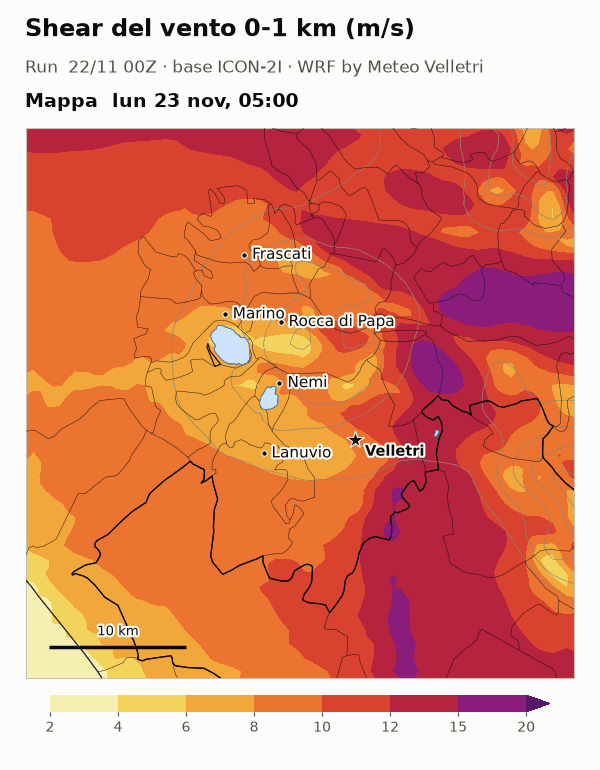 Shear del vento 0-1 km (m/s)
Run  22/11 00Z · base ICON-2I · WRF by Meteo Velletri
Mappa  lun 23 nov, 05:00
Frascati
Marino
Rocca di Papa
Nemi
Velletri
Lanuvio
10 km
2 4 6 8 10 12 15 20